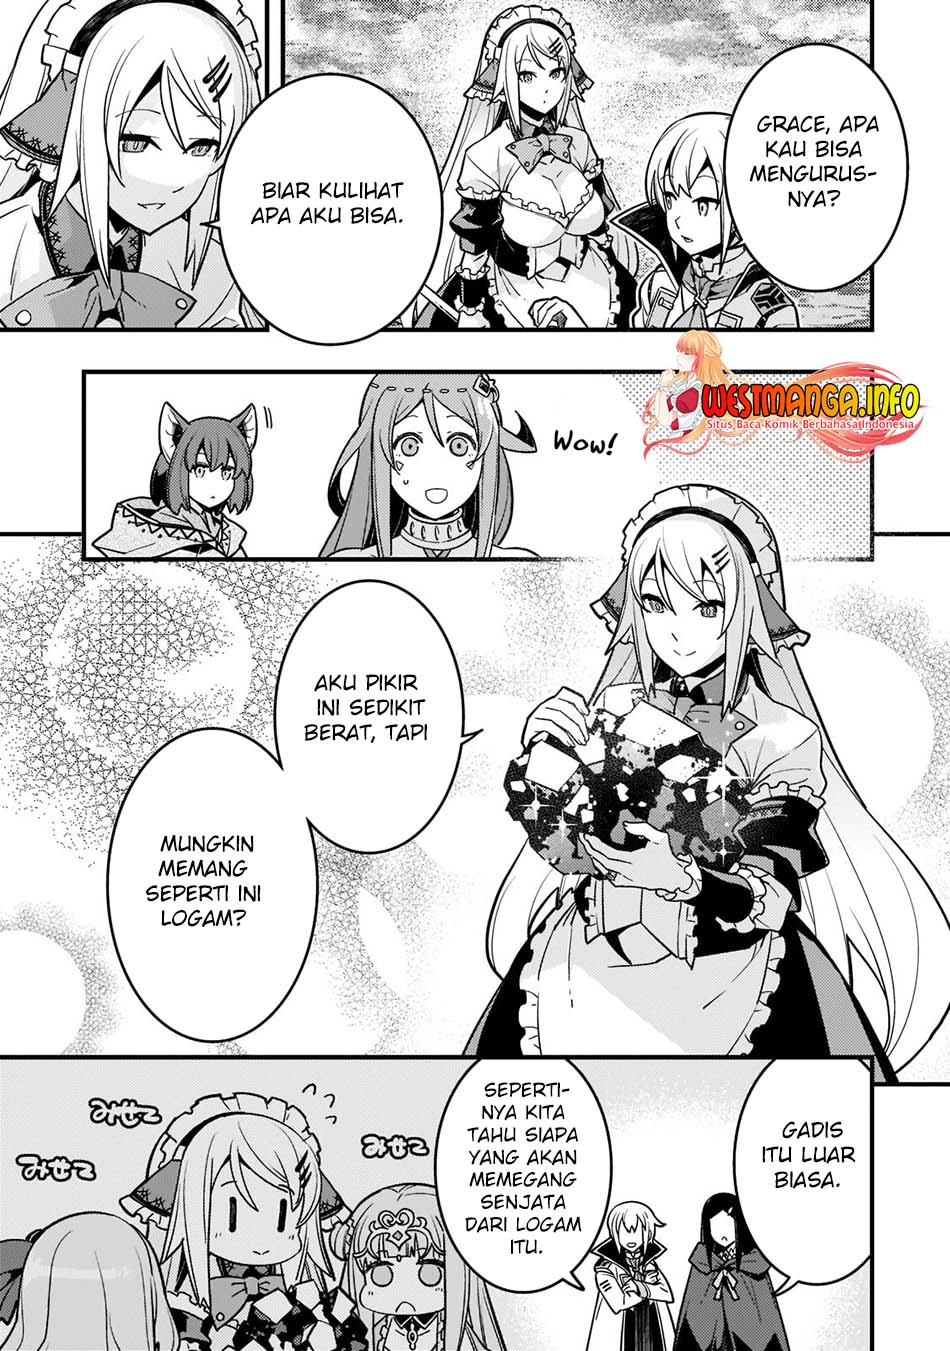 GRACE, APA
KAU BISA
MENGURUS-
NYA?
BIAR KULIHAT
APA AKU BISA.
WESTMANGA.INFO
Situs Baca Komik Berbahasa Indonesia
Wow!
AKU PIKIR
INI SEDIKIT
BERAT, TAPI
MUNGKIN
MEMANG
SEPERTI INI
LOGAM?
GADIS
ITU LUAR
BIASA.
SEPERTI-
NYA KITA
TAHU SIAPA
YANG AKAN
MEMEGANG
SENJATA
DARI LOGAM
ITU.
みせて
みせて
みせて